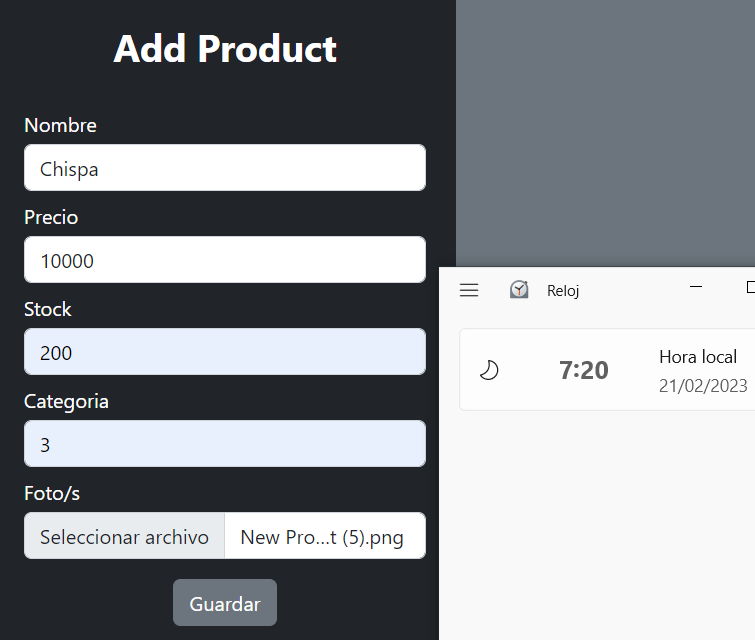 Add Product
Nombre
Chispa
Precio
10000
Stock
200
Categoria
3
Foto/s
Seleccionar archivo New Pro...t (5).png
Guardar
Reloj
7:20
Hora local
21/02/2023